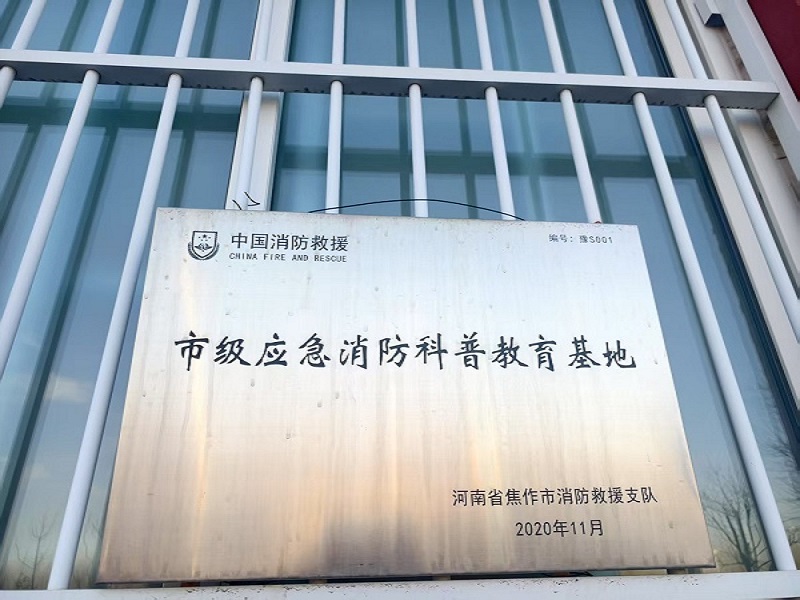 中国消防救援
CHINA FIRE AND RESCUE
编号：豫S001
市级应急消防科普教育基地
河南省焦作市消防救援支队
2020年11月